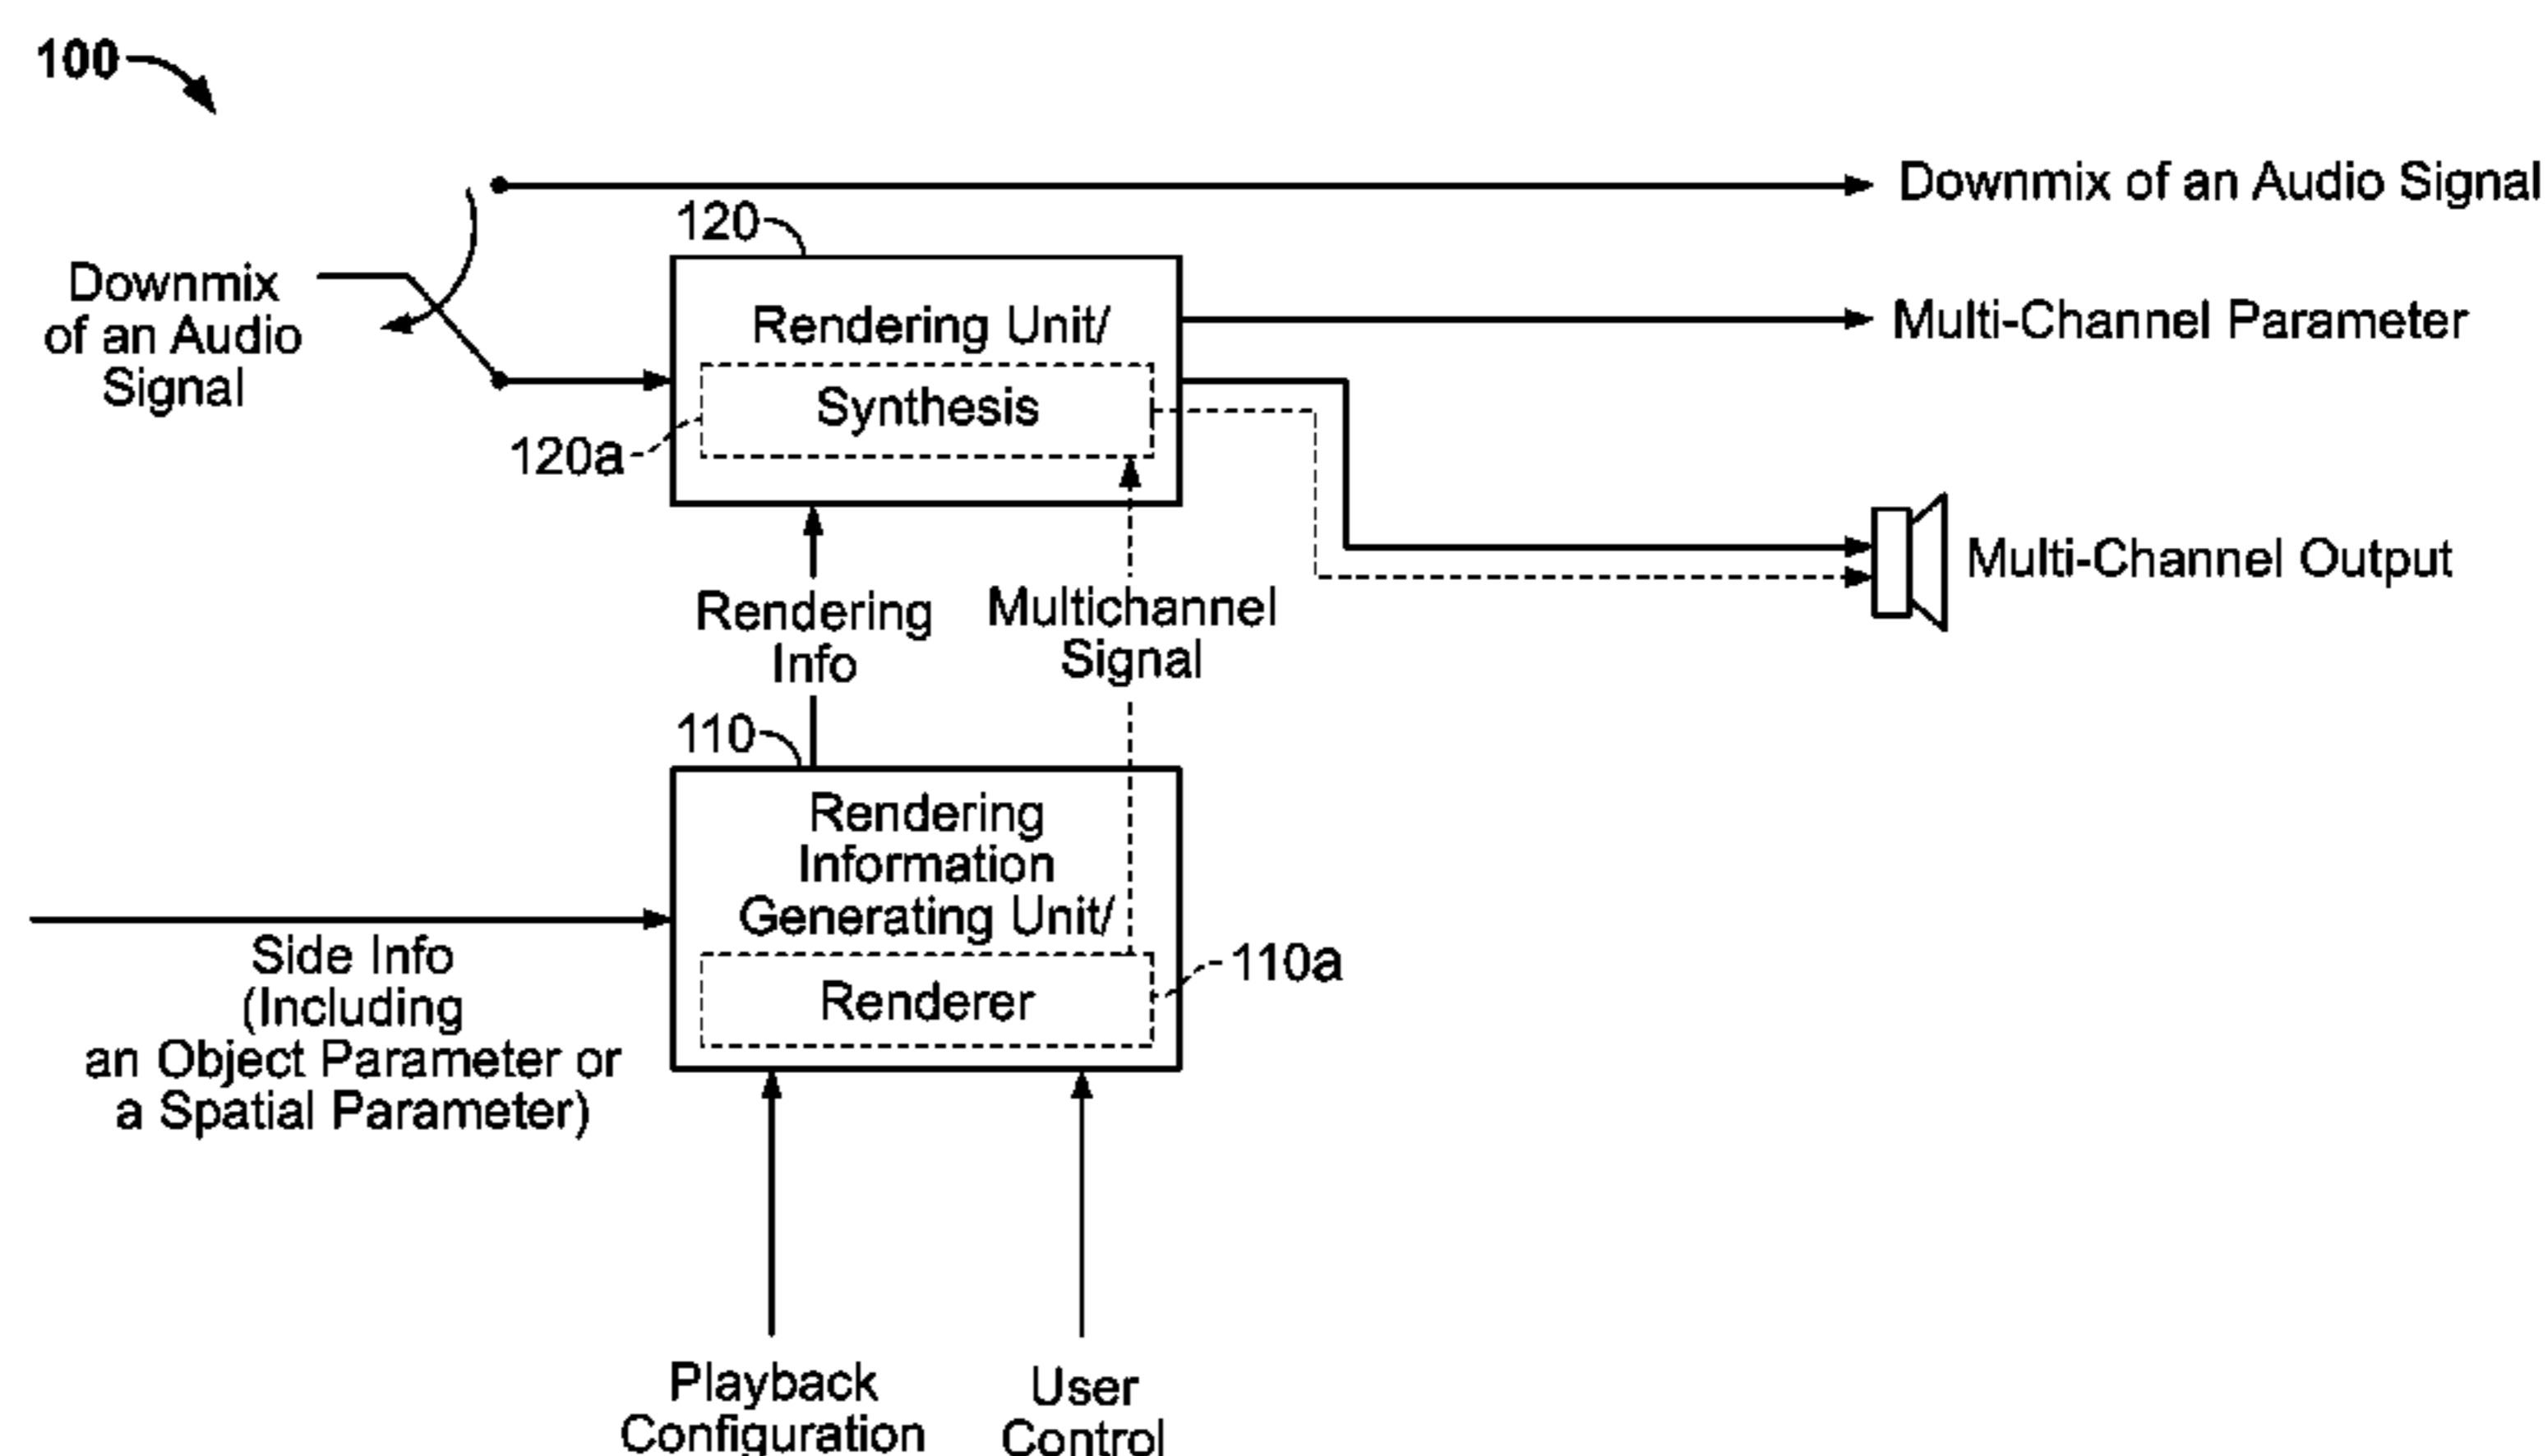 100
Downmix of an Audio Signal
120
Downmix
of an Audio
Signal
Rendering Unit/
Multi-Channel Parameter
Synthesis
120a
Multi-Channel Output
Rendering
Info
Multichannel
Signal
110
Rendering
Information
Generating Unit/
Renderer
110a
Side Info
(Including
an Object Parameter or
a Spatial Parameter)
Playback
Configuration
User
Control